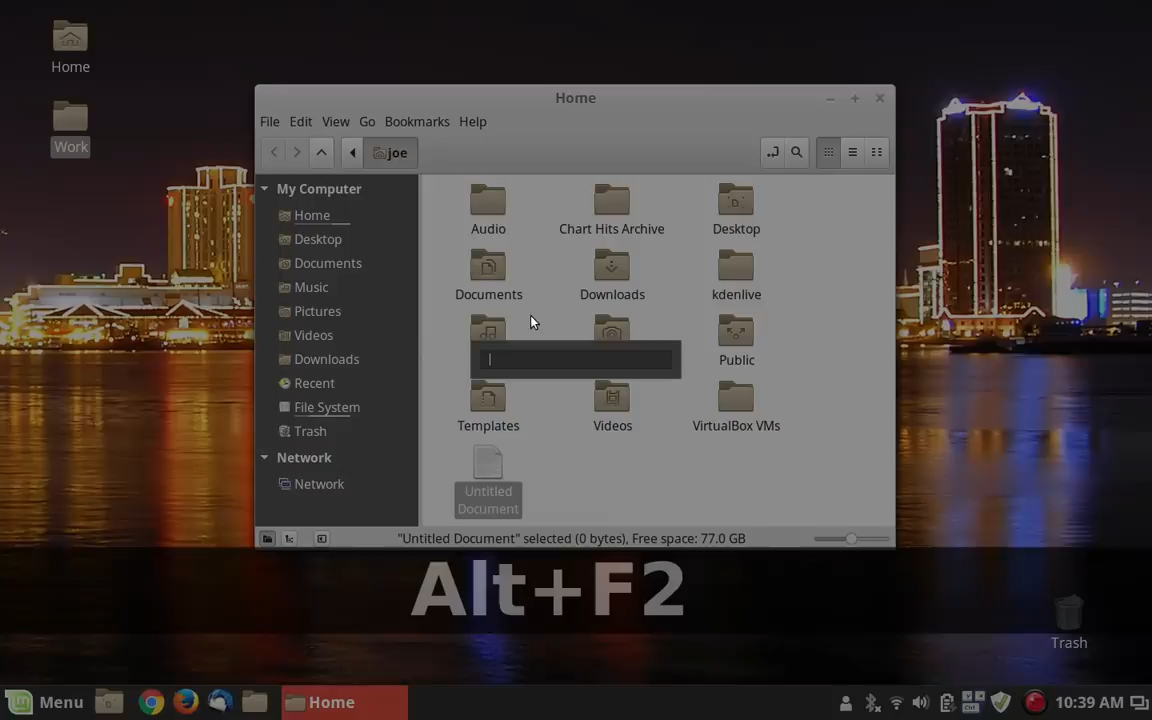 Home
Work
Home
File Edit View Go Bookmarks Help
joe
My Computer
Home
Desktop
Documents
Music
Pictures
Videos
Downloads
Recent
File System
Trash
Network
Network
Audio
Chart Hits Archive
Desktop
Documents
Downloads
kdenlive
Public
Templates
Videos
VirtualBox VMs
Untitled
Document
"Untitled Document" selected (0 bytes), Free space: 77.0 GB
Alt+F2
Trash
Menu
Home
10:39 AM